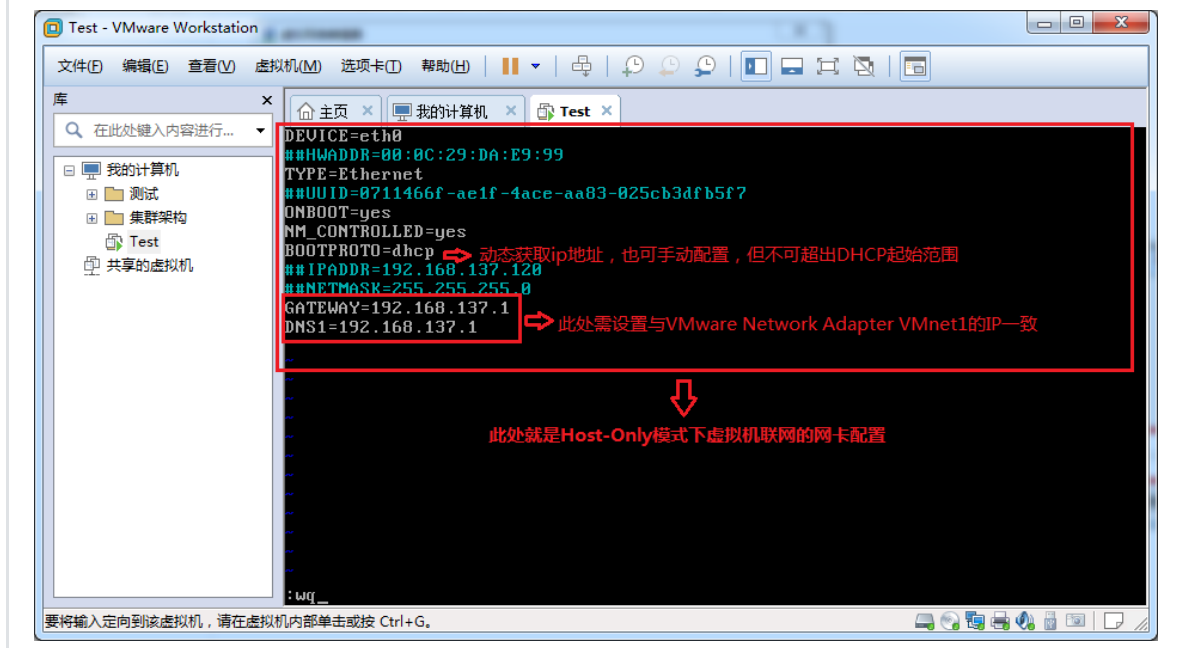 Test - VMware Workstation
文件(F) 编辑(E) 查看(V) 虚拟机(M) 选项卡(T) 帮助(H)
库 ×
在此处键入内容进行...
我的计算机
测试
集群架构
Test
共享的虚拟机
主页 × 我的计算机 × Test ×
DEVICE=eth0
##HWADDR=00:0C:29:DA:E9:99
TYPE=Ethernet
##UUID=0711466f-ae1f-4ace-aa83-025cb3dfb5f7
ONBOOT=yes
NM_CONTROLLED=yes
BOOTPROTO=dhcp 动态获取ip地址，也可手动配置，但不可超出DHCP起始范围
##IPADDR=192.168.137.120
##NETMASK=255.255.255.0
GATEWAY=192.168.137.1
DNS1=192.168.137.1 此处需设置与VMware Network Adapter VMnet1的IP一致
此处就是Host-Only模式下虚拟机联网的网卡配置
:wq_
要将输入定向到该虚拟机，请在虚拟机内部单击或按 Ctrl+G。